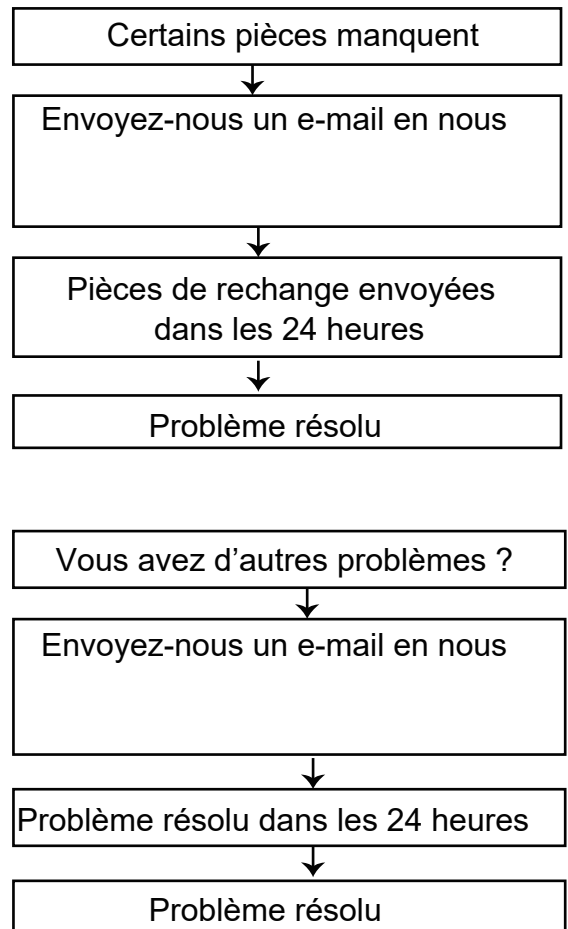 Certains pièces manquent
Envoyez-nous un e-mail en nous
Pièces de rechange envoyées
dans les 24 heures
Problème résolu
Vous avez d’autres problèmes ?
Envoyez-nous un e-mail en nous
Problème résolu dans les 24 heures
Problème résolu